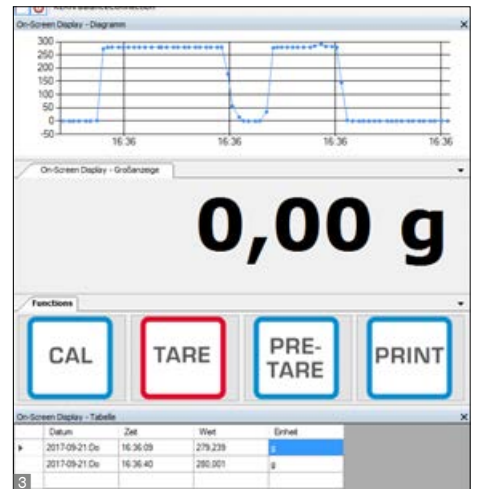 KERN BalanceConnection
On-Screen Display - Diagramm
300
250
200
150
100
50
0
-50
16:36 16:36 16:36 16:36
On-Screen Display - Großanzeige
0,00 g
Functions
CAL TARE PRE-TARE PRINT
On-Screen Display - Tabelle
Datum Zeit Wert Einheit
2017-09-21:Do 16:36:09 279,239 g
2017-09-21:Do 16:36:40 280,001 g
3